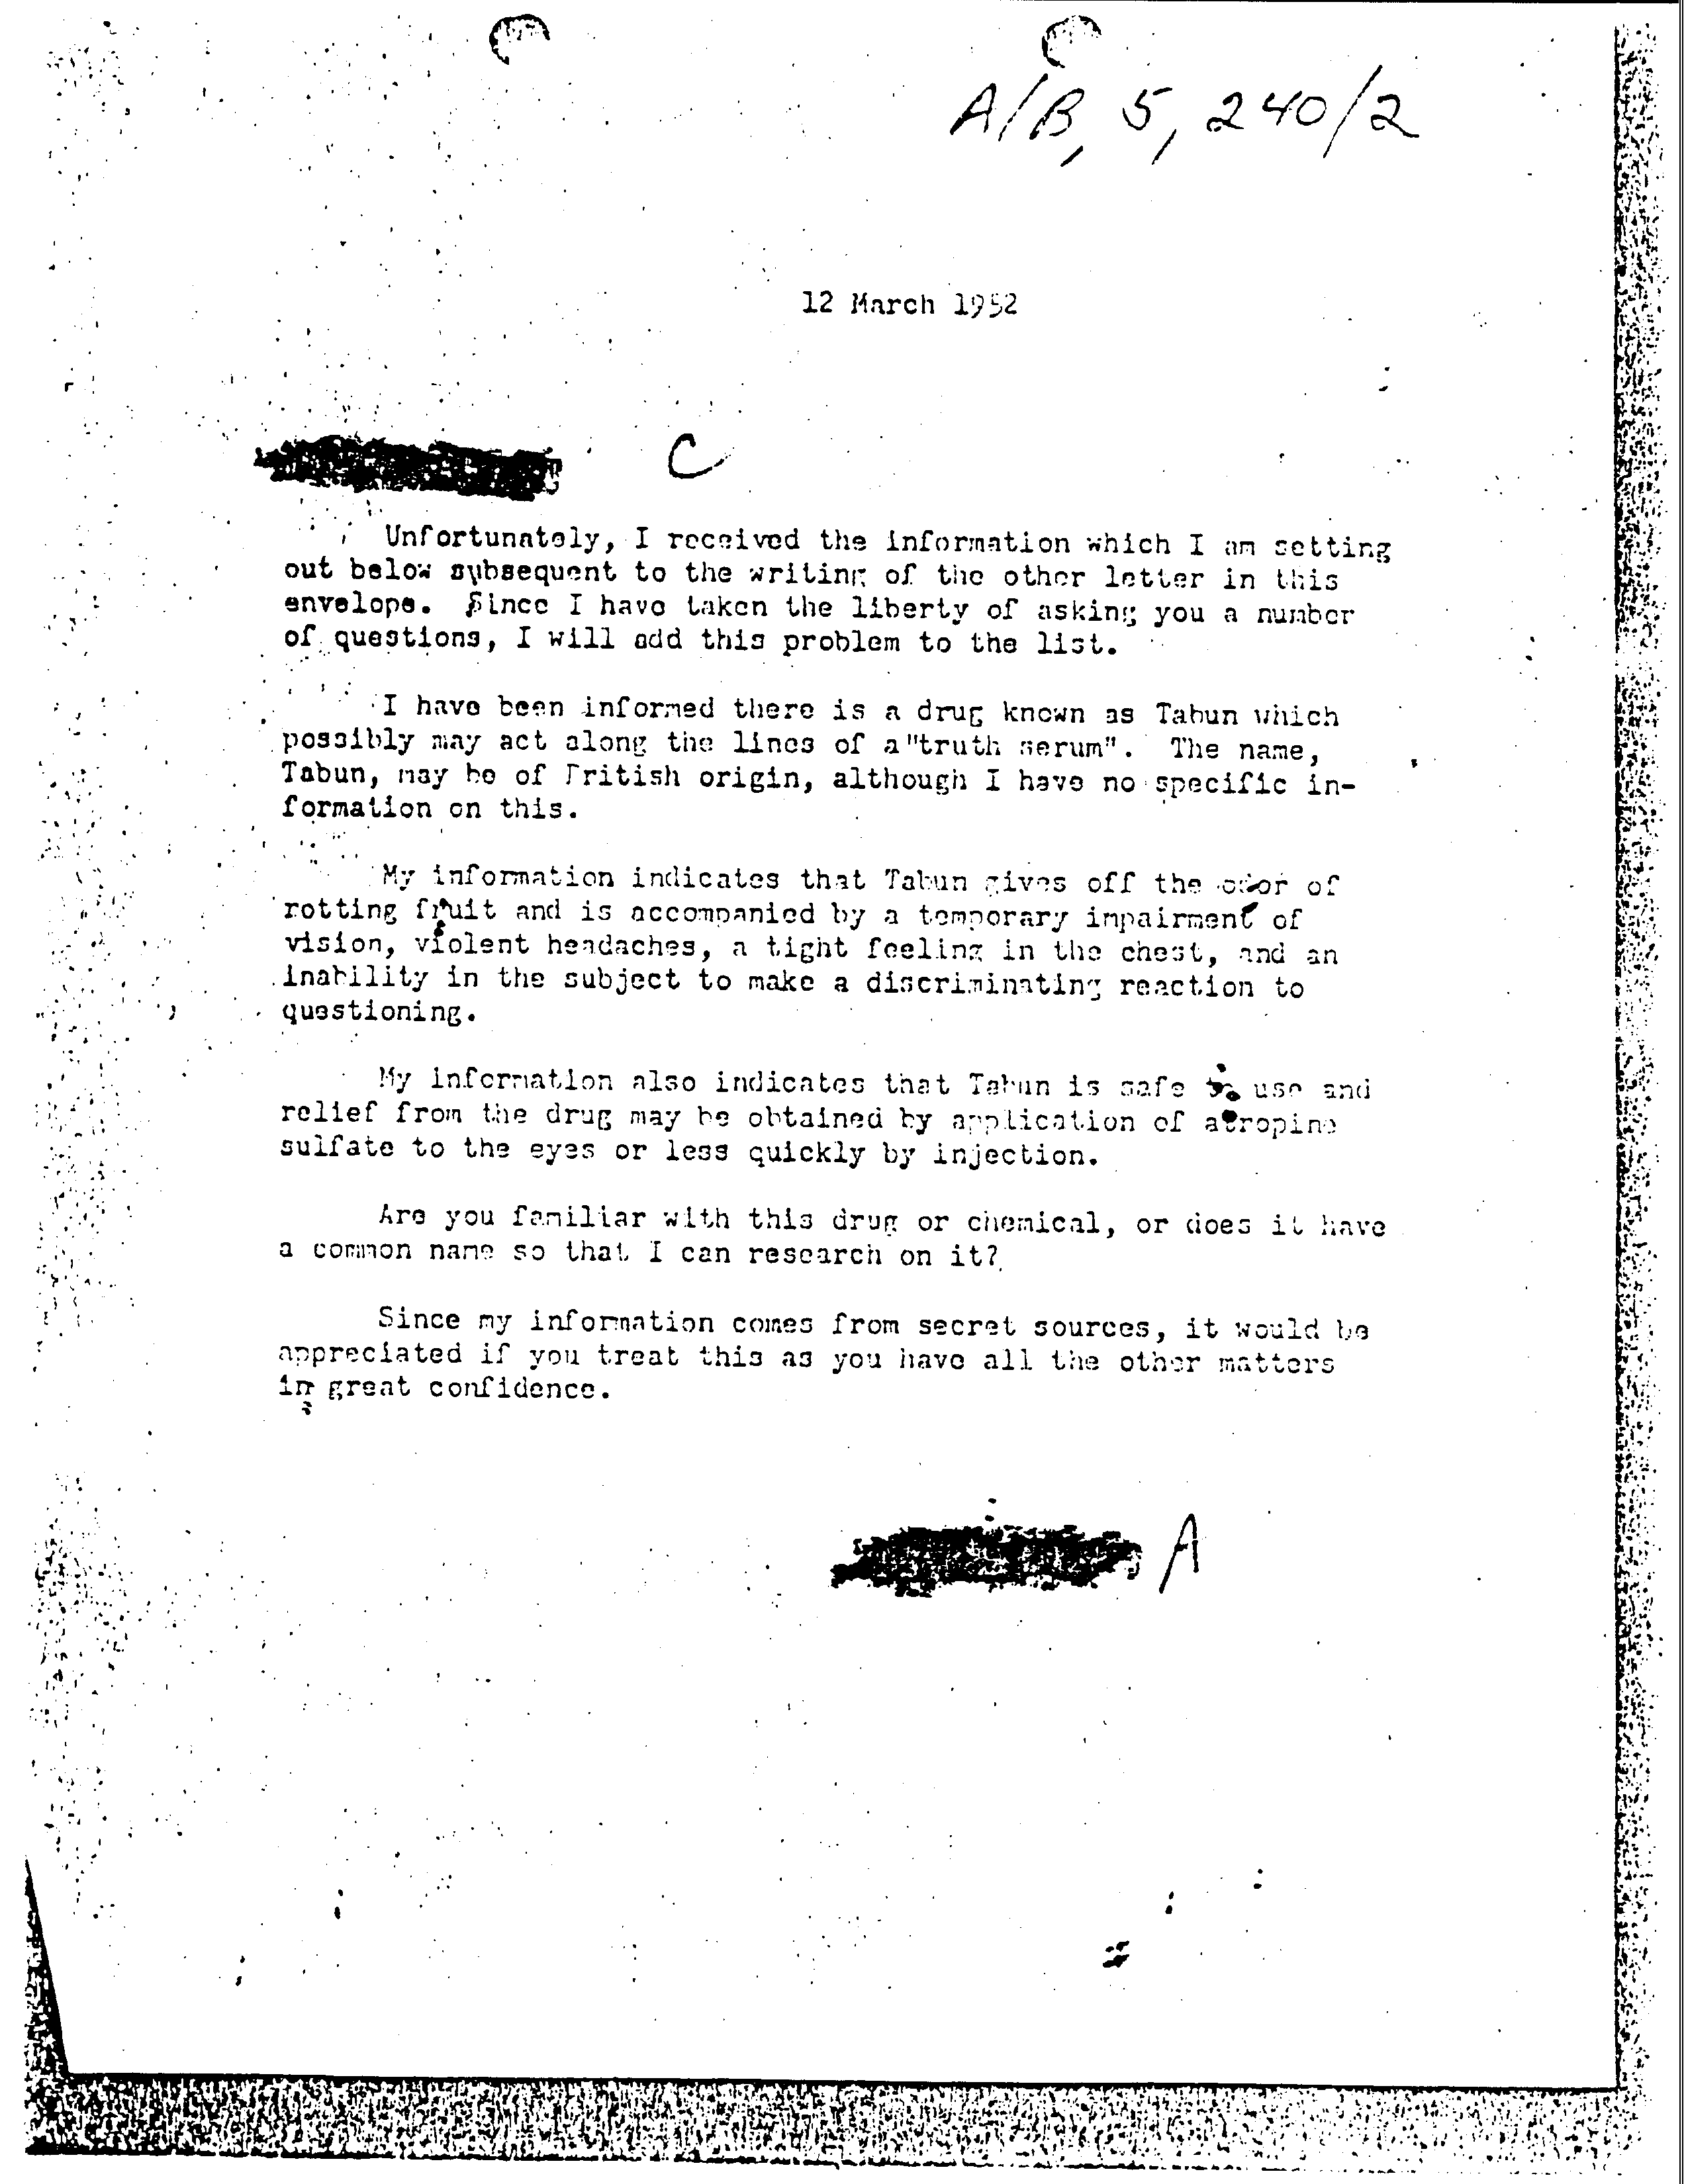 A/B, 5, 240/2
12 March 1952
C
Unfortunately, I received the information which I am setting
out below subsequent to the writing of the other letter in this
envelope. Since I have taken the liberty of asking you a number
of questions, I will add this problem to the list.
I have been informed there is a drug known as Tabun which
possibly may act along the lines of a "truth serum". The name,
Tabun, may be of British origin, although I have no specific in-
formation on this.
My information indicates that Tabun gives off the odor of
rotting fruit and is accompanied by a temporary impairment of
vision, violent headaches, a tight feeling in the chest, and an
inability in the subject to make a discriminating reaction to
questioning.
My information also indicates that Tabun is safe to use and
relief from the drug may be obtained by application of atropine
sulfate to the eyes or less quickly by injection.
Are you familiar with this drug or chemical, or does it have
a common name so that I can research on it?
Since my information comes from secret sources, it would be
appreciated if you treat this as you have all the other matters
in great confidence.
A